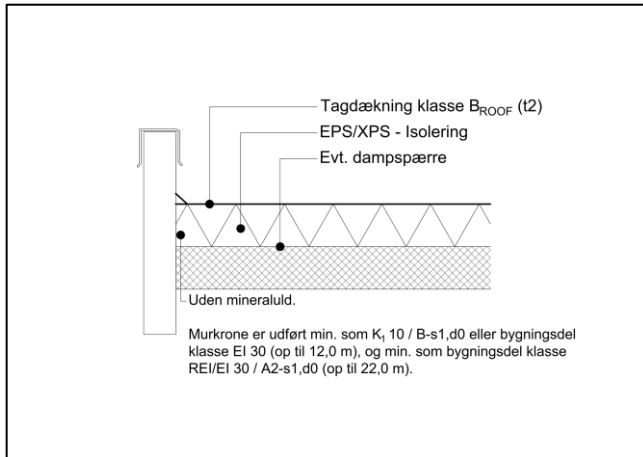 Tagdækning klasse BROOF (t2)
EPS/XPS - Isolering
Evt. dampspærre
Uden mineraluld.
Murkrone er udført min. som K₁ 10 / B-s1,d0 eller bygningsdel
klasse EI 30 (op til 12,0 m), og min. som bygningsdel klasse
REI/EI 30 / A2-s1,d0 (op til 22,0 m).